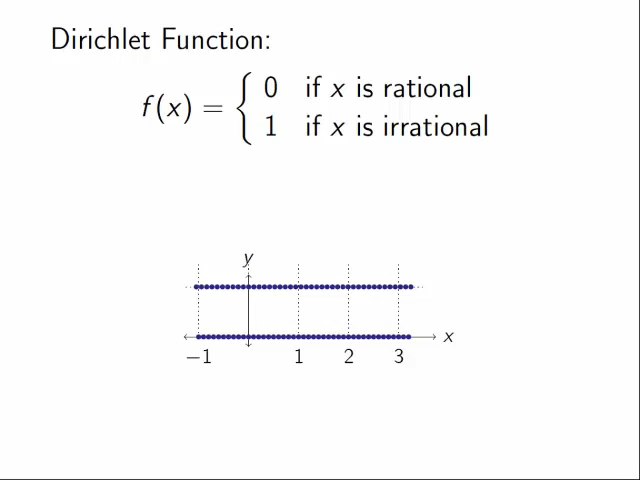 Dirichlet Function:
f(x) = { 0 if x is rational
1 if x is irrational
y
x
−1 1 2 3